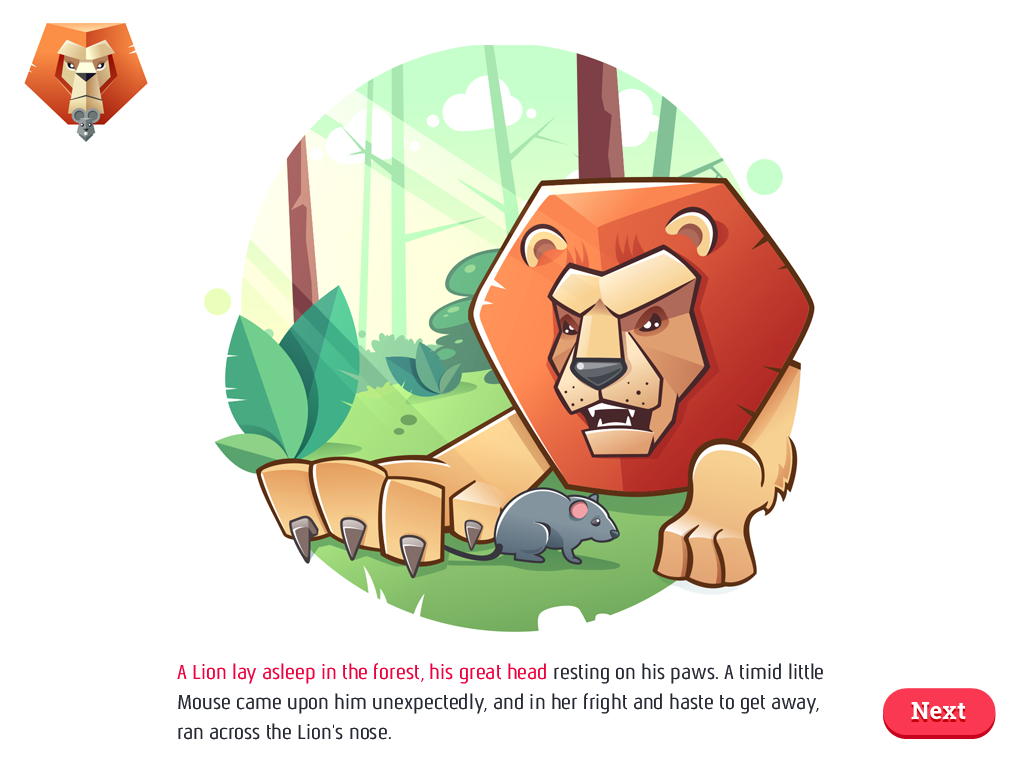 A Lion lay asleep in the forest, his great head resting on his paws. A timid little
Mouse came upon him unexpectedly, and in her fright and haste to get away,
ran across the Lion's nose.
Next